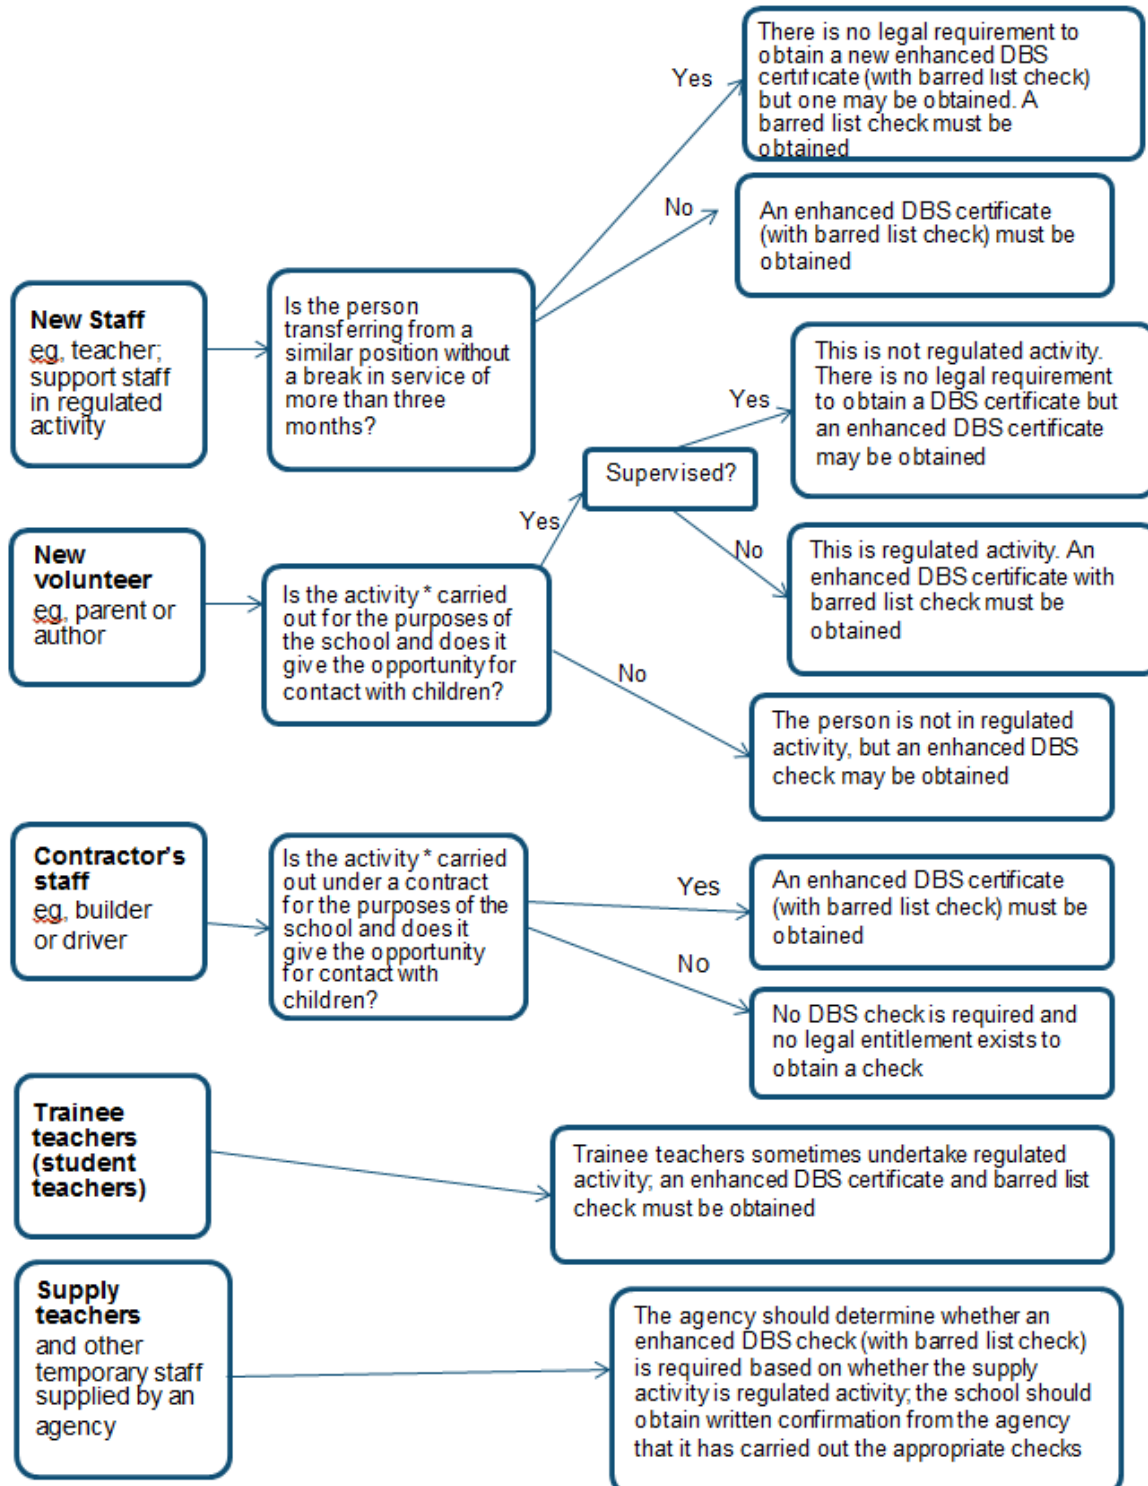 There is no legal requirement to
obtain a new enhanced DBS
certificate (with barred list check)
but one may be obtained. A
barred list check must be
obtained
Yes
No
An enhanced DBS certificate
(with barred list check) must be
obtained
New Staff
eg, teacher;
support staff
in regulated
activity
Is the person
transferring from a
similar position without
a break in service of
more than three
months?
This is not regulated activity.
There is no legal requirement
to obtain a DBS certificate but
an enhanced DBS certificate
may be obtained
Yes
Supervised?
Yes
No
This is regulated activity. An
enhanced DBS certificate with
barred list check must be
obtained
New
volunteer
eg, parent or
author
Is the activity * carried
out for the purposes of
the school and does it
give the opportunity for
contact with children?
No
The person is not in regulated
activity, but an enhanced DBS
check may be obtained
Contractor's
staff
eg, builder
or driver
Is the activity * carried
out under a contract
for the purposes of the
school and does it
give the opportunity
for contact with
children?
Yes
An enhanced DBS certificate
(with barred list check) must be
obtained
No
No DBS check is required and
no legal entitlement exists to
obtain a check
Trainee
teachers
(student
teachers)
Trainee teachers sometimes undertake regulated
activity; an enhanced DBS certificate and barred list
check must be obtained
Supply
teachers
and other
temporary staff
supplied by an
agency
The agency should determine whether an
enhanced DBS check (with barred list check)
is required based on whether the supply
activity is regulated activity; the school should
obtain written confirmation from the agency
that it has carried out the appropriate checks